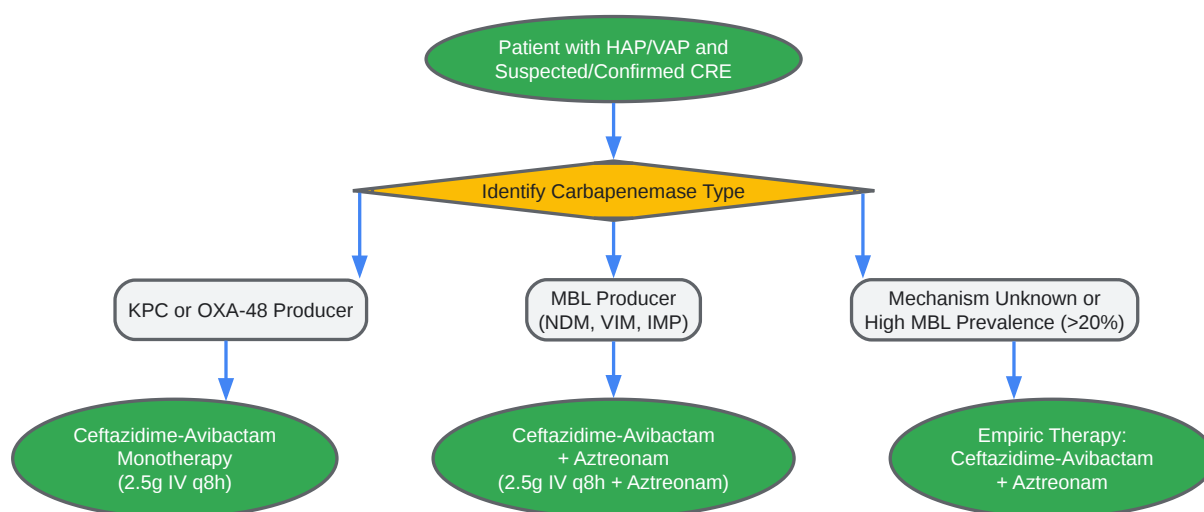 Patient with HAP/VAP and
Suspected/Confirmed CRE
Identify Carbapenemase Type
KPC or OXA-48 Producer
MBL Producer
(NDM, VIM, IMP)
Mechanism Unknown or
High MBL Prevalence (>20%)
Ceftazidime-Avibactam
Monotherapy
(2.5g IV q8h)
Ceftazidime-Avibactam
+ Aztreonam
(2.5g IV q8h + Aztreonam)
Empiric Therapy:
Ceftazidime-Avibactam
+ Aztreonam